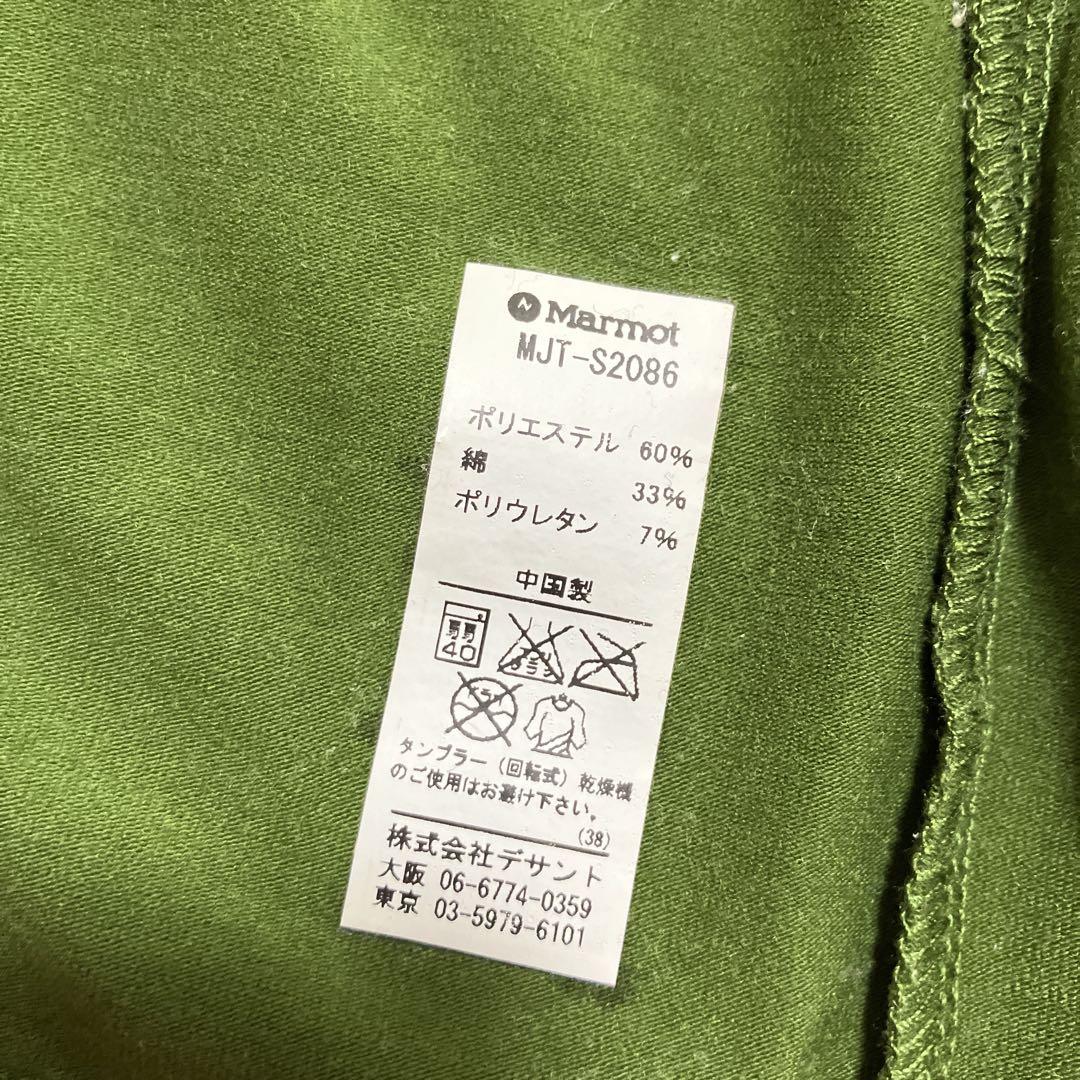 Marmot
MJT-S2086
ポリエステル 60%
綿 33%
ポリウレタン 7%
中国製
弱 40
タンブラー（回転式）乾燥機
のご使用はお避け下さい。
(38)
株式会社デサント
大阪 06-6774-0359
東京 03-5979-6101